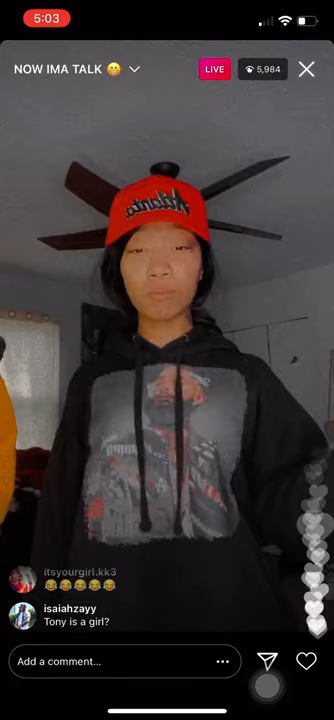 5:03
NOW IMA TALK 😁
LIVE
5,984
Atlanta
itsyourgirl.kk3
😂😂😂😂😂
isaiahzayy
Tony is a girl?
Add a comment...